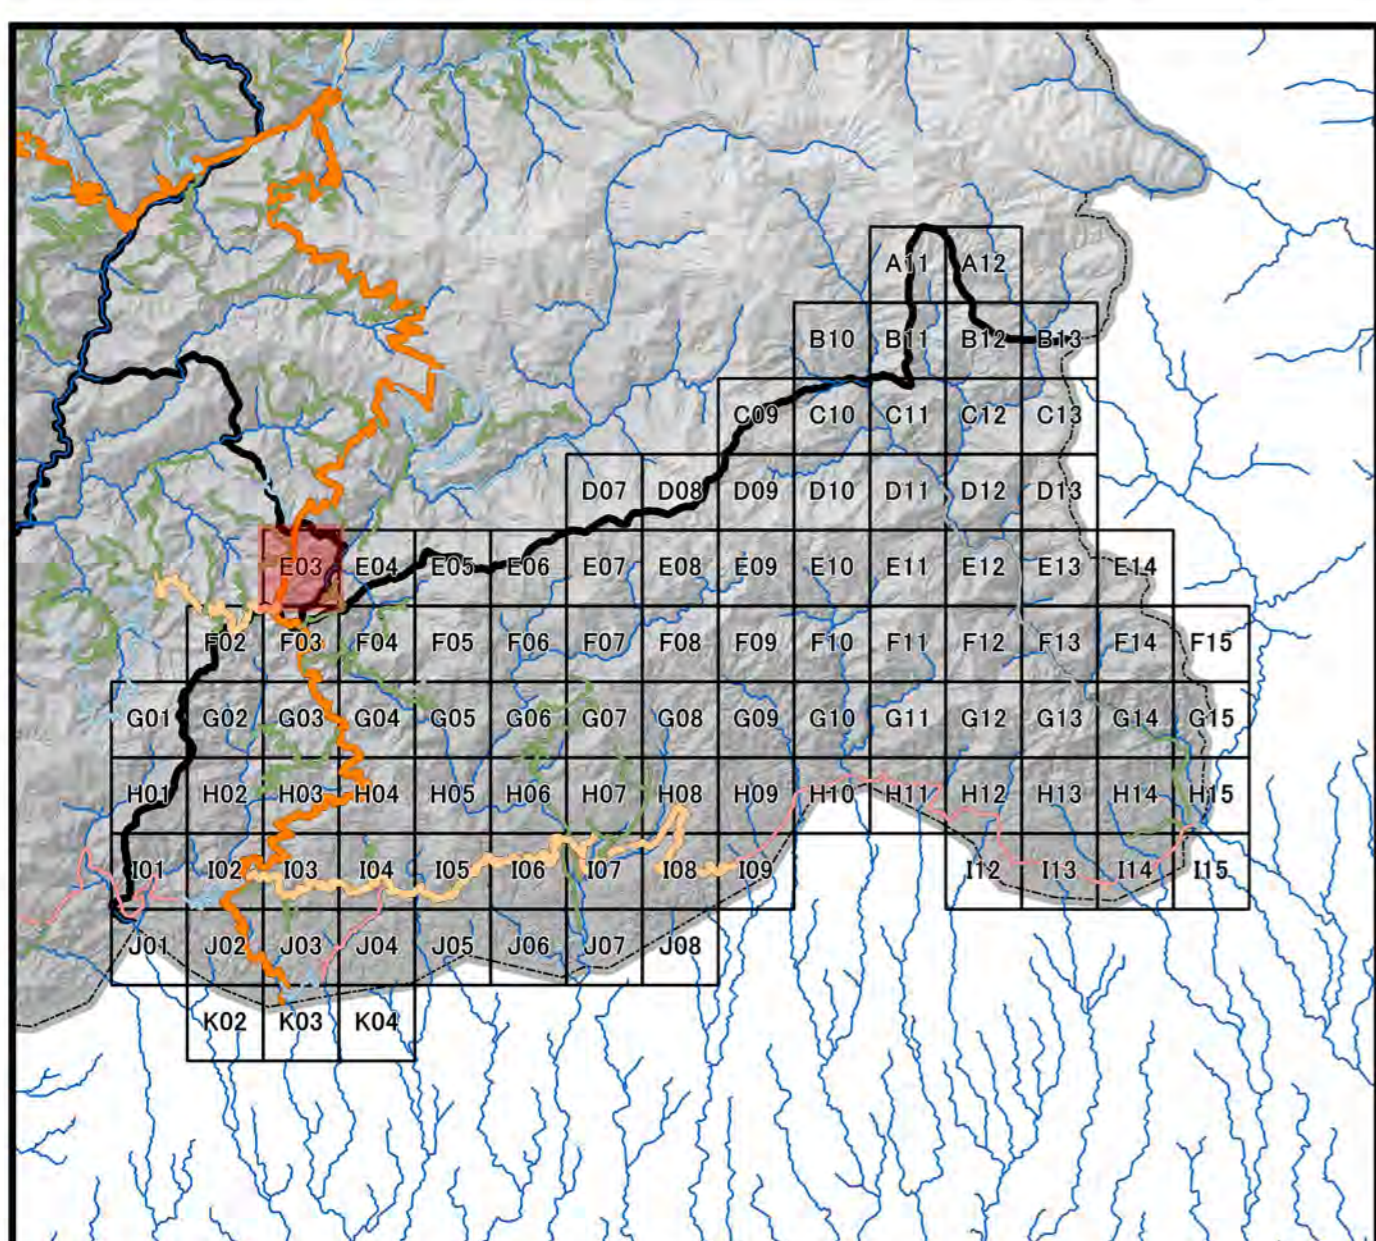 A11 A12
B10 B11 B12 B13
C09 C10 C11 C12 C13
D07 D08 D09 D10 D11 D12 D13
E03 E04 E05 E06 E07 E08 E09 E10 E11 E12 E13 E14
F02 F03 F04 F05 F06 F07 F08 F09 F10 F11 F12 F13 F14 F15
G01 G02 G03 G04 G05 G06 G07 G08 G09 G10 G11 G12 G13 G14 G15
H01 H02 H03 H04 H05 H06 H07 H08 H09 H10 H11 H12 H13 H14 H15
I01 I02 I03 I04 I05 I06 I07 I08 I09 I12 I13 I14 I15
J01 J02 J03 J04 J05 J06 J07 J08
K02 K03 K04